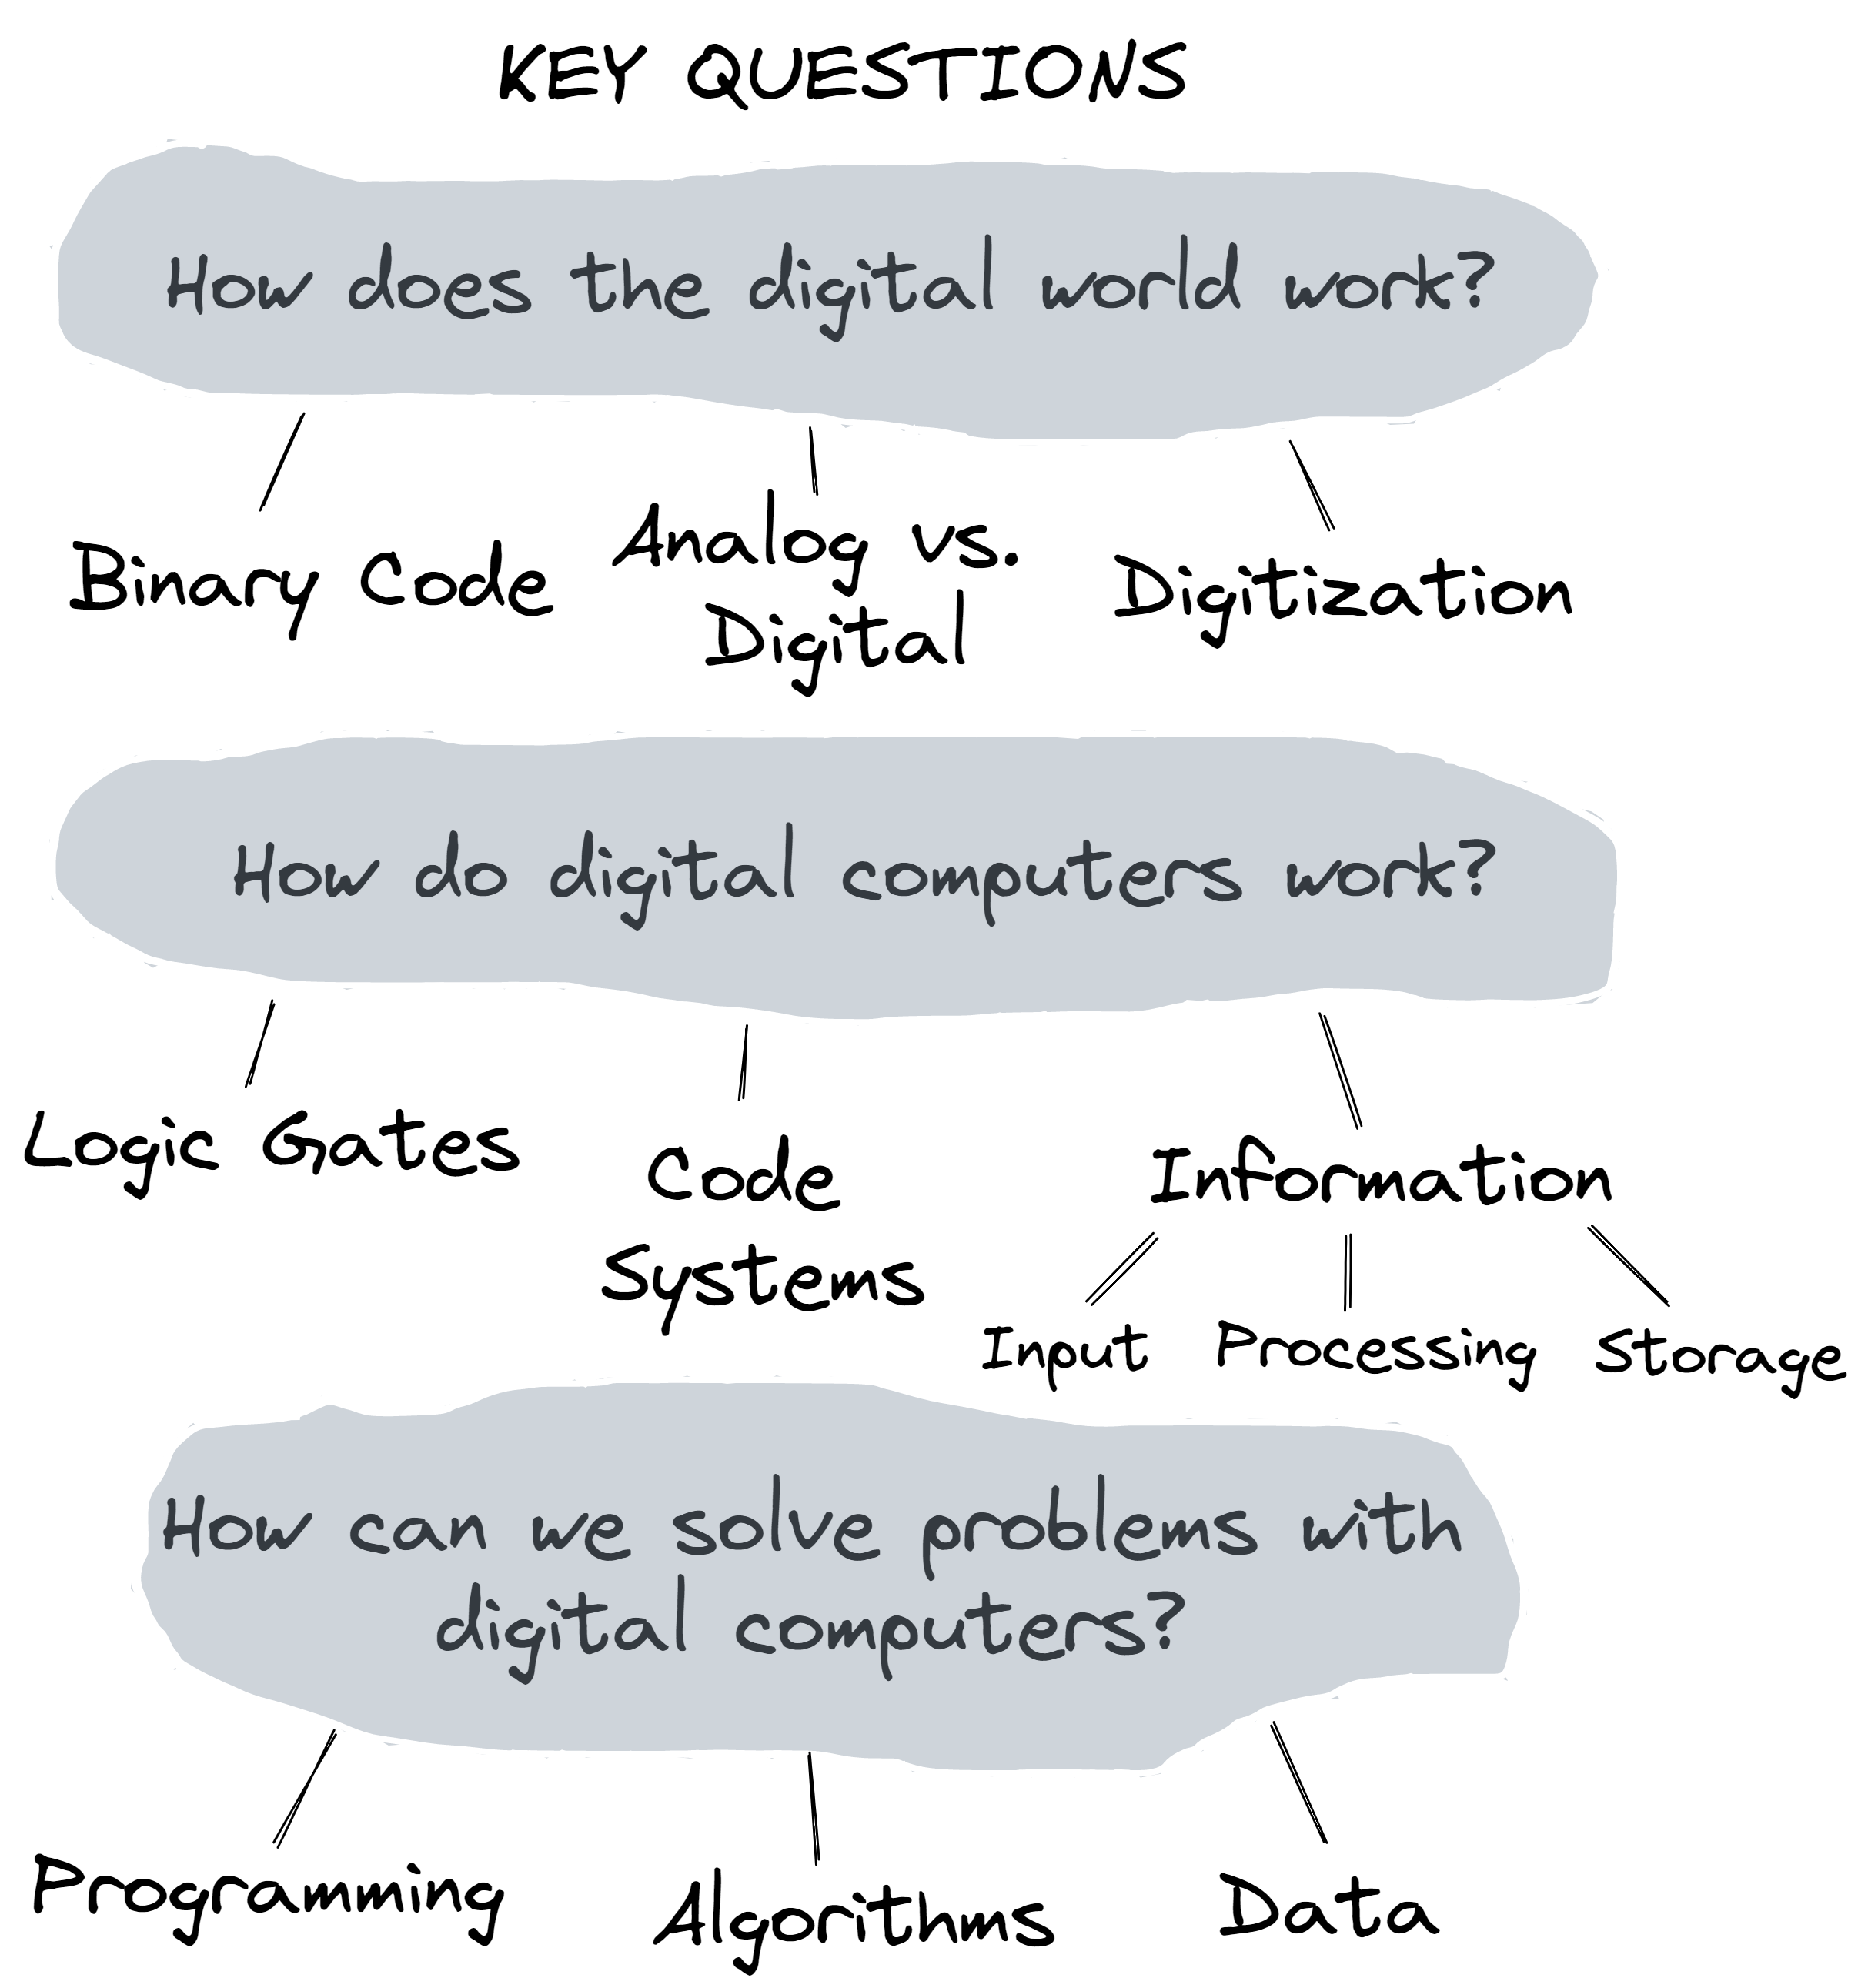 KEY QUESTIONS
How does the digital world work?
Binary Code
Analog vs.
Digital
Digitization
How do digital computers work?
Logic Gates
Code
Systems
Information
Input
Processing
Storage
How can we solve problems with
digital computers?
Programming
Algorithms
Data